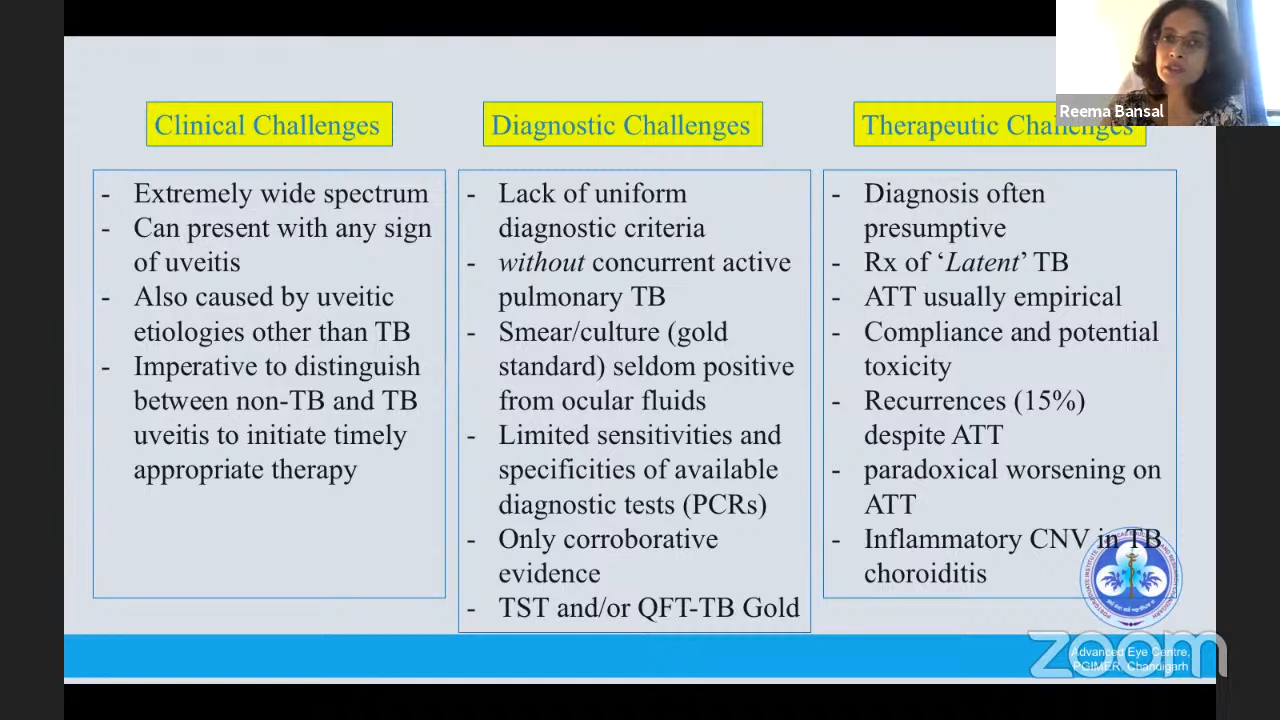 Reema Bansal
Clinical Challenges
- Extremely wide spectrum
- Can present with any sign
of uveitis
- Also caused by uveitic
etiologies other than TB
- Imperative to distinguish
between non-TB and TB
uveitis to initiate timely
appropriate therapy
Diagnostic Challenges
- Lack of uniform
diagnostic criteria
- without concurrent active
pulmonary TB
- Smear/culture (gold
standard) seldom positive
from ocular fluids
- Limited sensitivities and
specificities of available
diagnostic tests (PCRs)
- Only corroborative
evidence
- TST and/or QFT-TB Gold
Therapeutic Challenges
- Diagnosis often
presumptive
- Rx of ‘Latent’ TB
- ATT usually empirical
- Compliance and potential
toxicity
- Recurrences (15%)
despite ATT
- paradoxical worsening on
ATT
- Inflammatory CNV in TB
choroiditis
zoom
Advanced Eye Centre,
PGIMER, Chandigarh